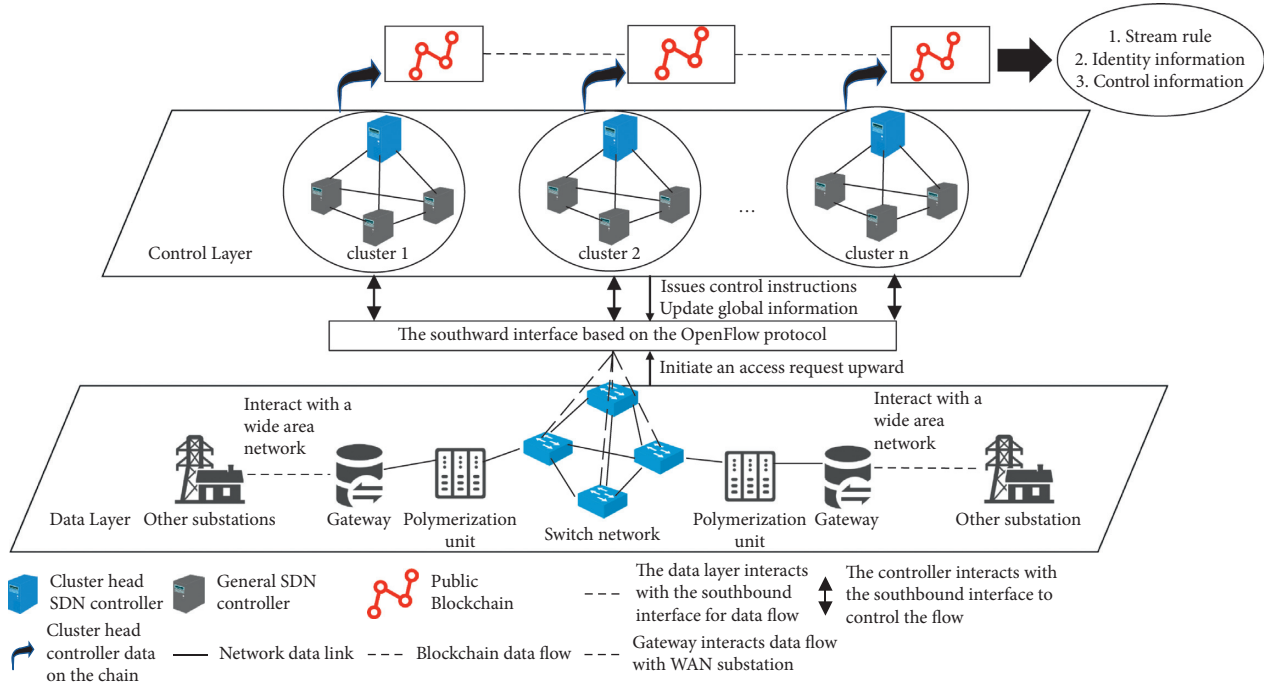 1. Stream rule
2. Identity information
3. Control information
cluster 1
cluster 2
...
cluster n
Control Layer
Issues control instructions
Update global information
The southward interface based on the OpenFlow protocol
Initiate an access request upward
Interact with a
wide area
network
Interact with a
wide area
network
Data Layer
Other substations
Gateway
Polymerization
unit
Switch network
Polymerization
unit
Gateway
Other substation
Cluster head
SDN controller
General SDN
controller
Public
Blockchain
The data layer interacts
with the southbound
interface for data flow
The controller interacts with
the southbound interface to
control the flow
Cluster head
controller data
on the chain
Network data link
Blockchain data flow
Gateway interacts data flow
with WAN substation